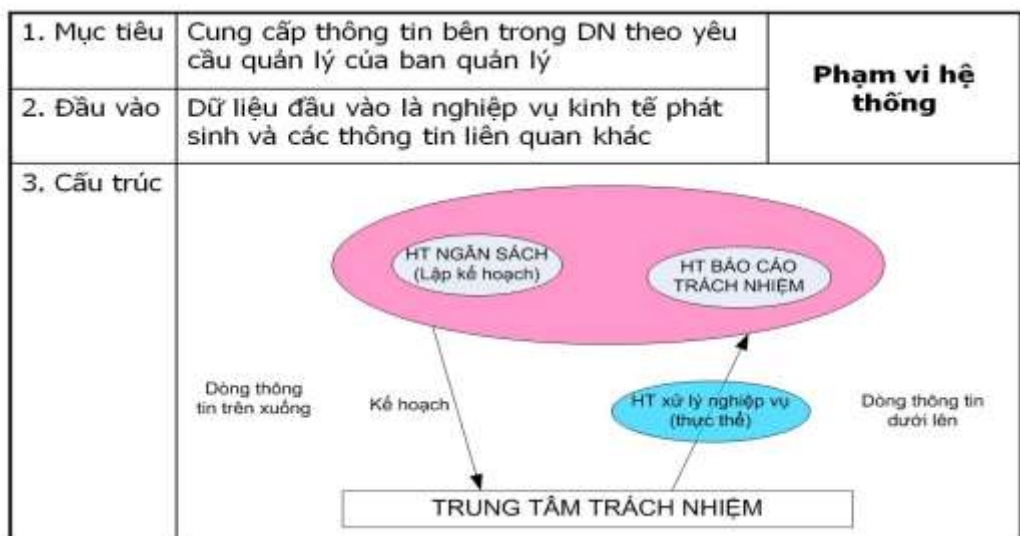 1. Mục tiêu
Cung cấp thông tin bên trong DN theo yêu
cầu quản lý của ban quản lý
Phạm vi hệ
thống
2. Đầu vào
Dữ liệu đầu vào là nghiệp vụ kinh tế phát
sinh và các thông tin liên quan khác
3. Cấu trúc
HT NGÂN SÁCH
(Lập kế hoạch)
HT BÁO CÁO
TRÁCH NHIỆM
Dòng thông
tin trên xuống
Kế hoạch
HT xử lý nghiệp vụ
(thực thể)
Dòng thông tin
dưới lên
TRUNG TÂM TRÁCH NHIỆM